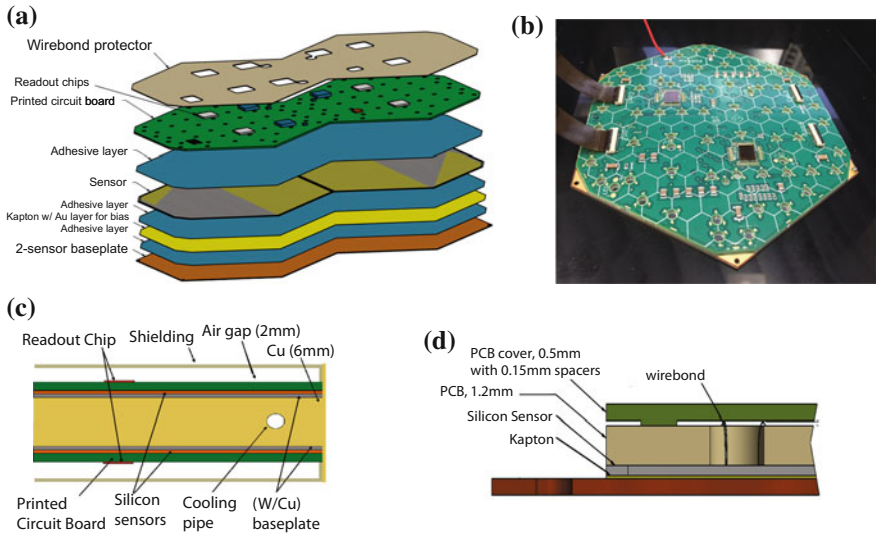 (a)
Wirebond protector
Readout chips
Printed circuit board
Adhesive layer
Sensor
Adhesive layer
Kapton w/ Au layer for bias
Adhesive layer
2-sensor baseplate
(b)
(c)
Readout Chip
Shielding
Air gap (2mm)
Cu (6mm)
Printed
Circuit Board
Silicon
sensors
Cooling
pipe
(W/Cu)
baseplate
(d)
PCB cover, 0.5mm
with 0.15mm spacers
PCB, 1.2mm
Silicon Sensor
Kapton
wirebond